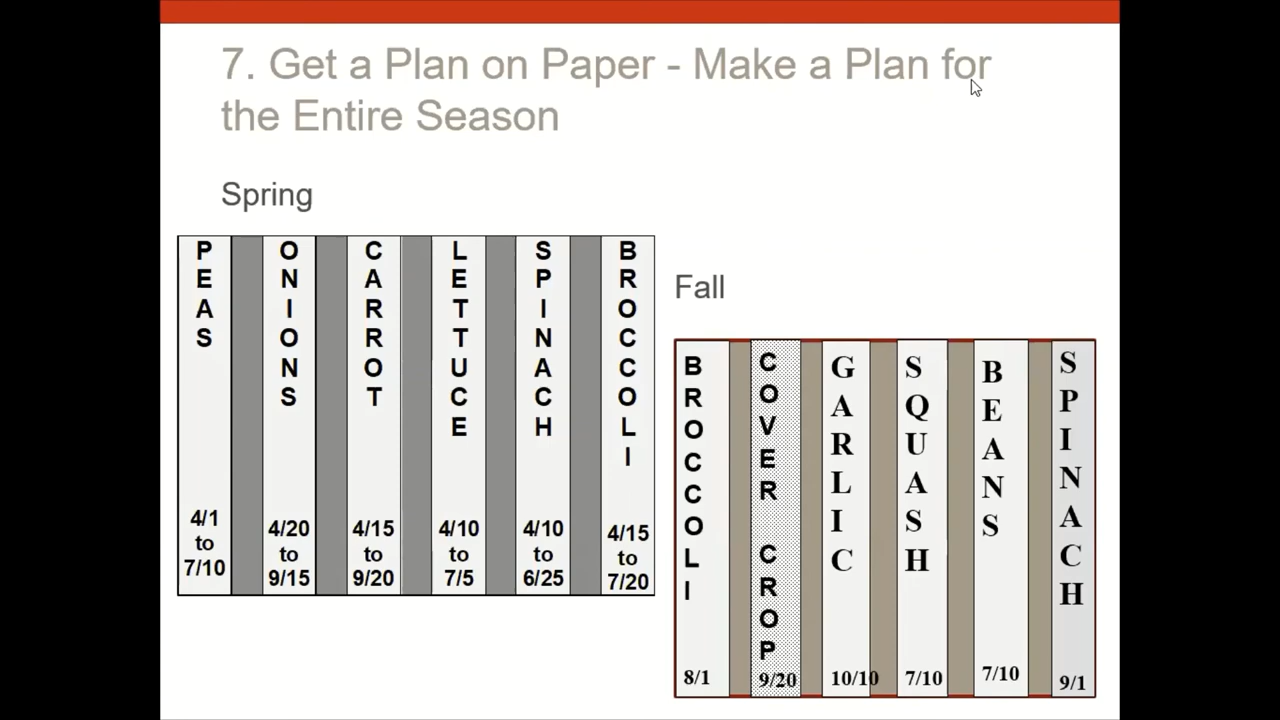 7. Get a Plan on Paper - Make a Plan for
the Entire Season
Spring
PEAS
4/1
to
7/10
ONIONS
4/20
to
9/15
CARROT
4/15
to
9/20
LETTUCE
4/10
to
7/5
SPINACH
4/10
to
6/25
BROCCOLI
4/15
to
7/20
Fall
BROCCOLI
8/1
COVER CROP
9/20
GARLIC
10/10
SQUASH
7/10
BEANS
7/10
SPINACH
9/1